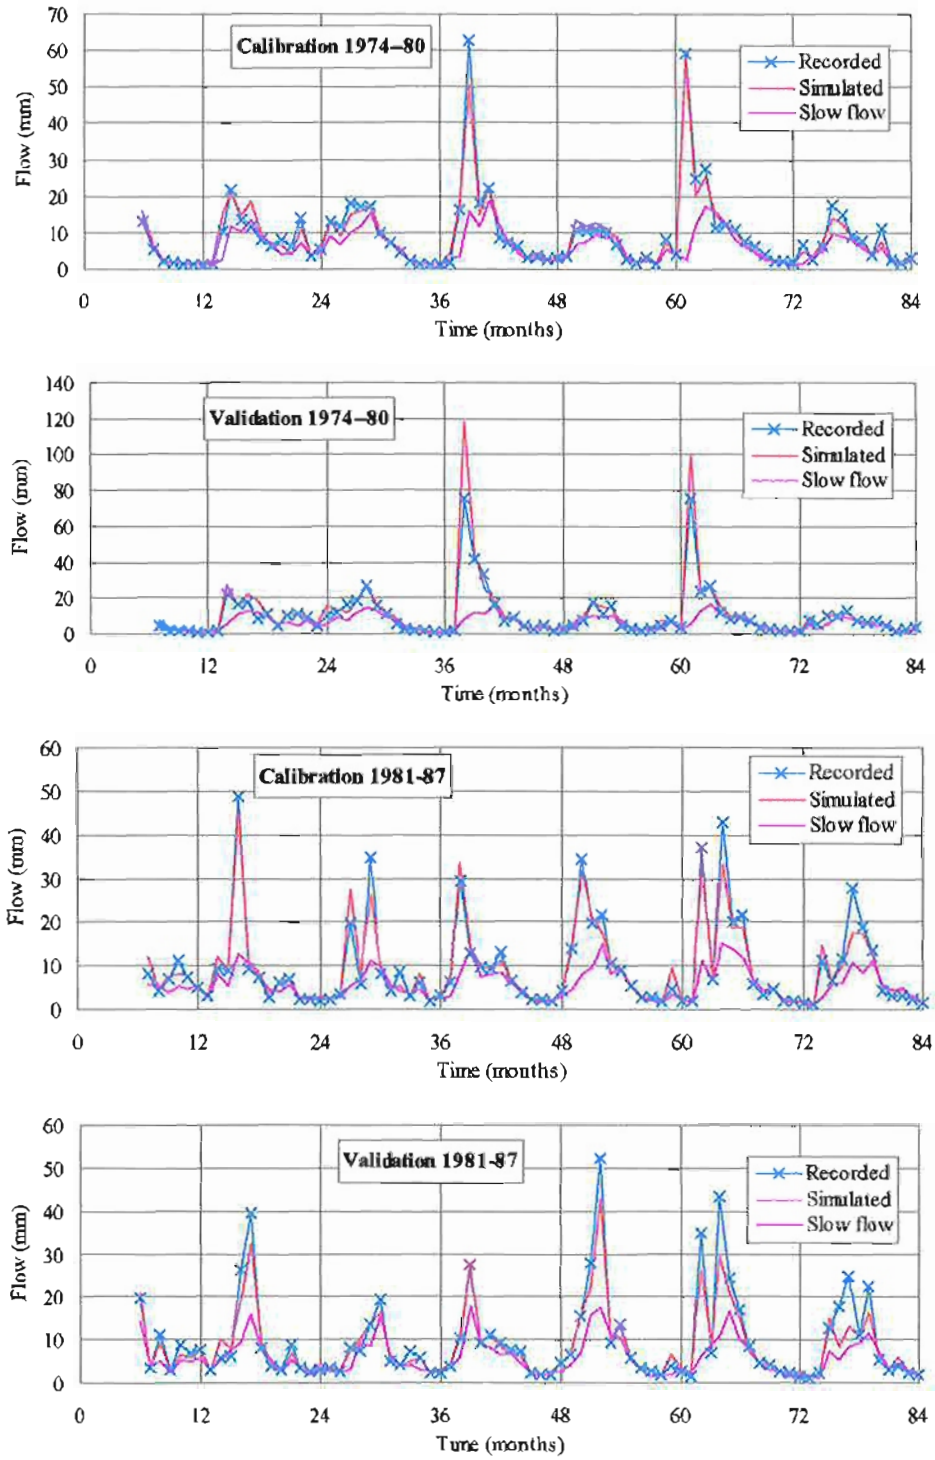 Calibration 1974–80
Recorded
Simulated
Slow flow
Flow (mm)
70
60
50
40
30
20
10
0
0 12 24 36 48 60 72 84
Time (months)
Validation 1974–80
Recorded
Simulated
Slow flow
Flow (mm)
140
120
100
80
60
40
20
0
0 12 24 36 48 60 72 84
Time (months)
Calibration 1981-87
Recorded
Simulated
Slow flow
Flow (mm)
60
50
40
30
20
10
0
0 12 24 36 48 60 72 84
Time (months)
Validation 1981-87
Recorded
Simulated
Slow flow
Flow (mm)
60
50
40
30
20
10
0
0 12 24 36 48 60 72 84
Time (months)